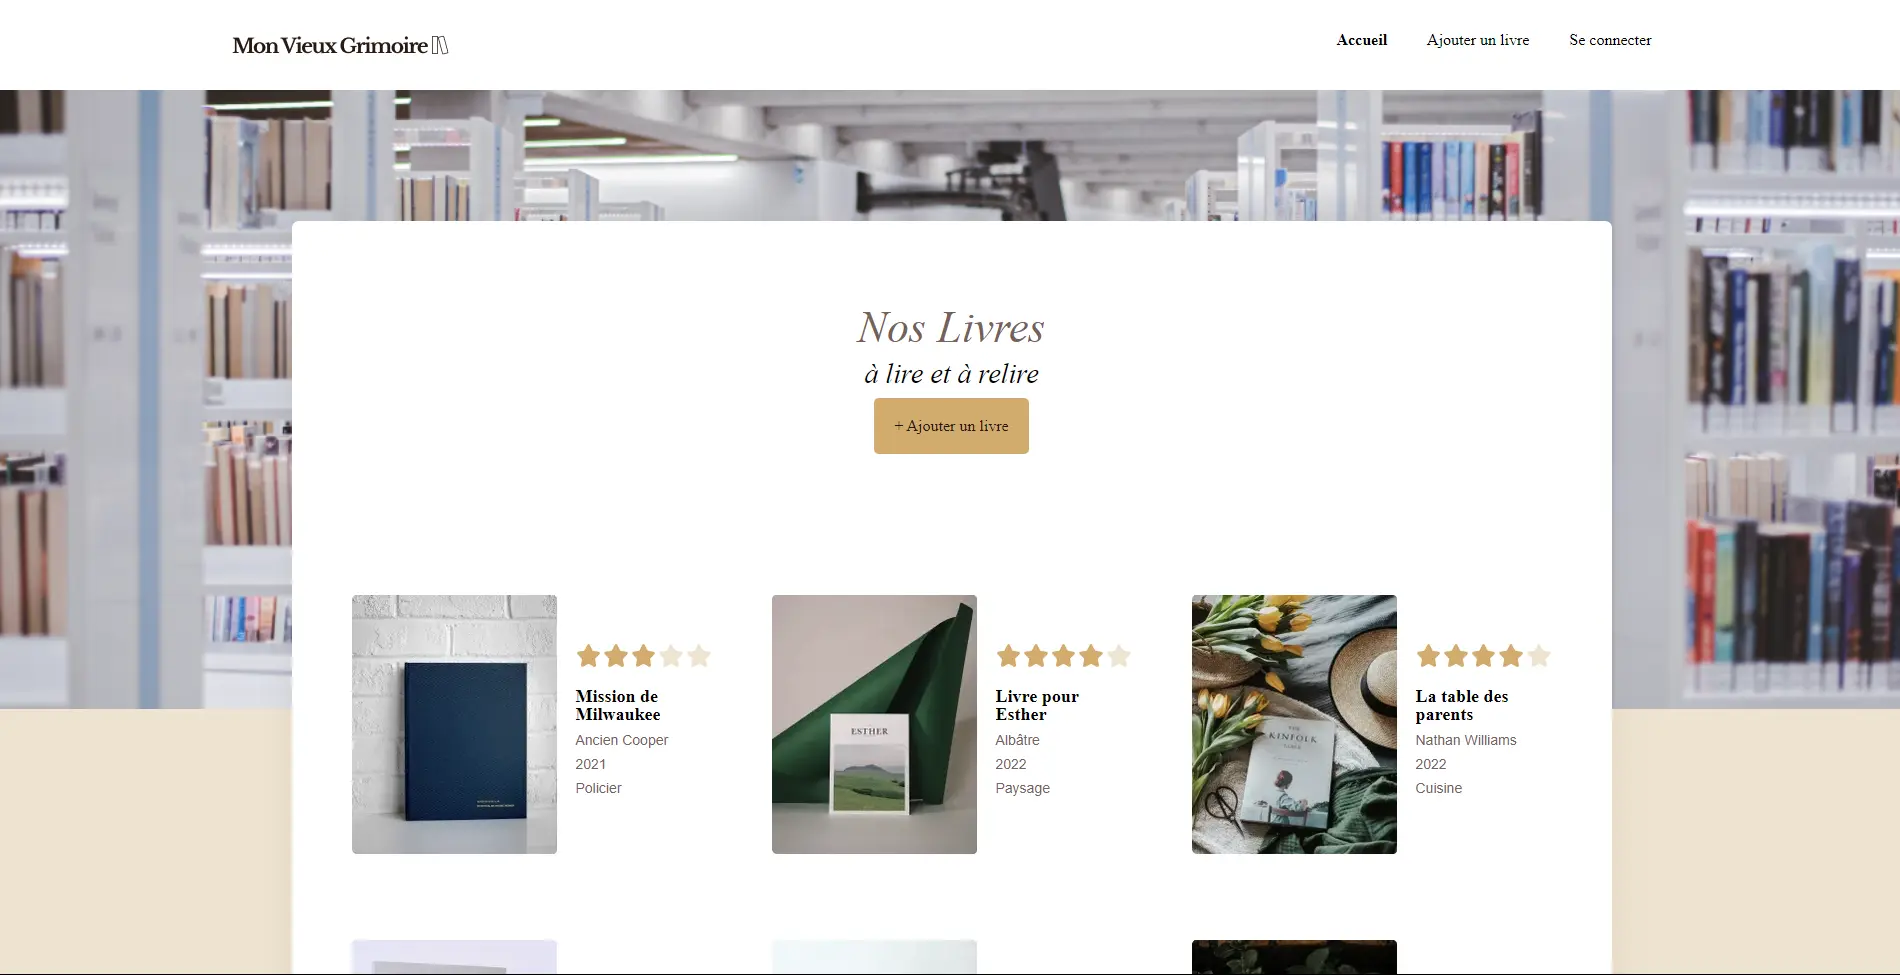 Mon Vieux Grimoire
Accueil
Ajouter un livre
Se connecter
Nos Livres
à lire et à relire
+ Ajouter un livre
Mission de
Milwaukee
Ancien Cooper
2021
Policier
ESTHER
Livre pour
Esther
Albâtre
2022
Paysage
KINFOLK
La table des
parents
Nathan Williams
2022
Cuisine